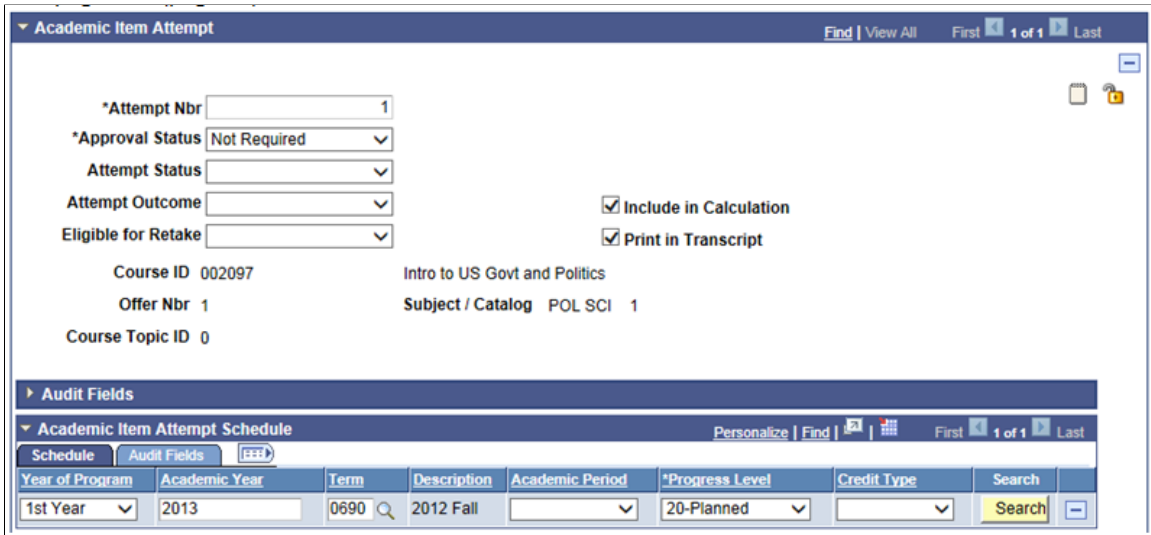 Academic Item Attempt Find | View All First 1 of 1 Last
*Attempt Nbr 1
*Approval Status Not Required
Attempt Status
Attempt Outcome Include in Calculation
Eligible for Retake Print in Transcript
Course ID 002097 Intro to US Govt and Politics
Offer Nbr 1 Subject / Catalog POL SCI 1
Course Topic ID 0
Audit Fields
Academic Item Attempt Schedule Personalize | Find | | First 1 of 1 Last
Schedule Audit Fields
Year of Program Academic Year Term Description Academic Period *Progress Level Credit Type Search
1st Year 2013 0690 2012 Fall 20-Planned Search